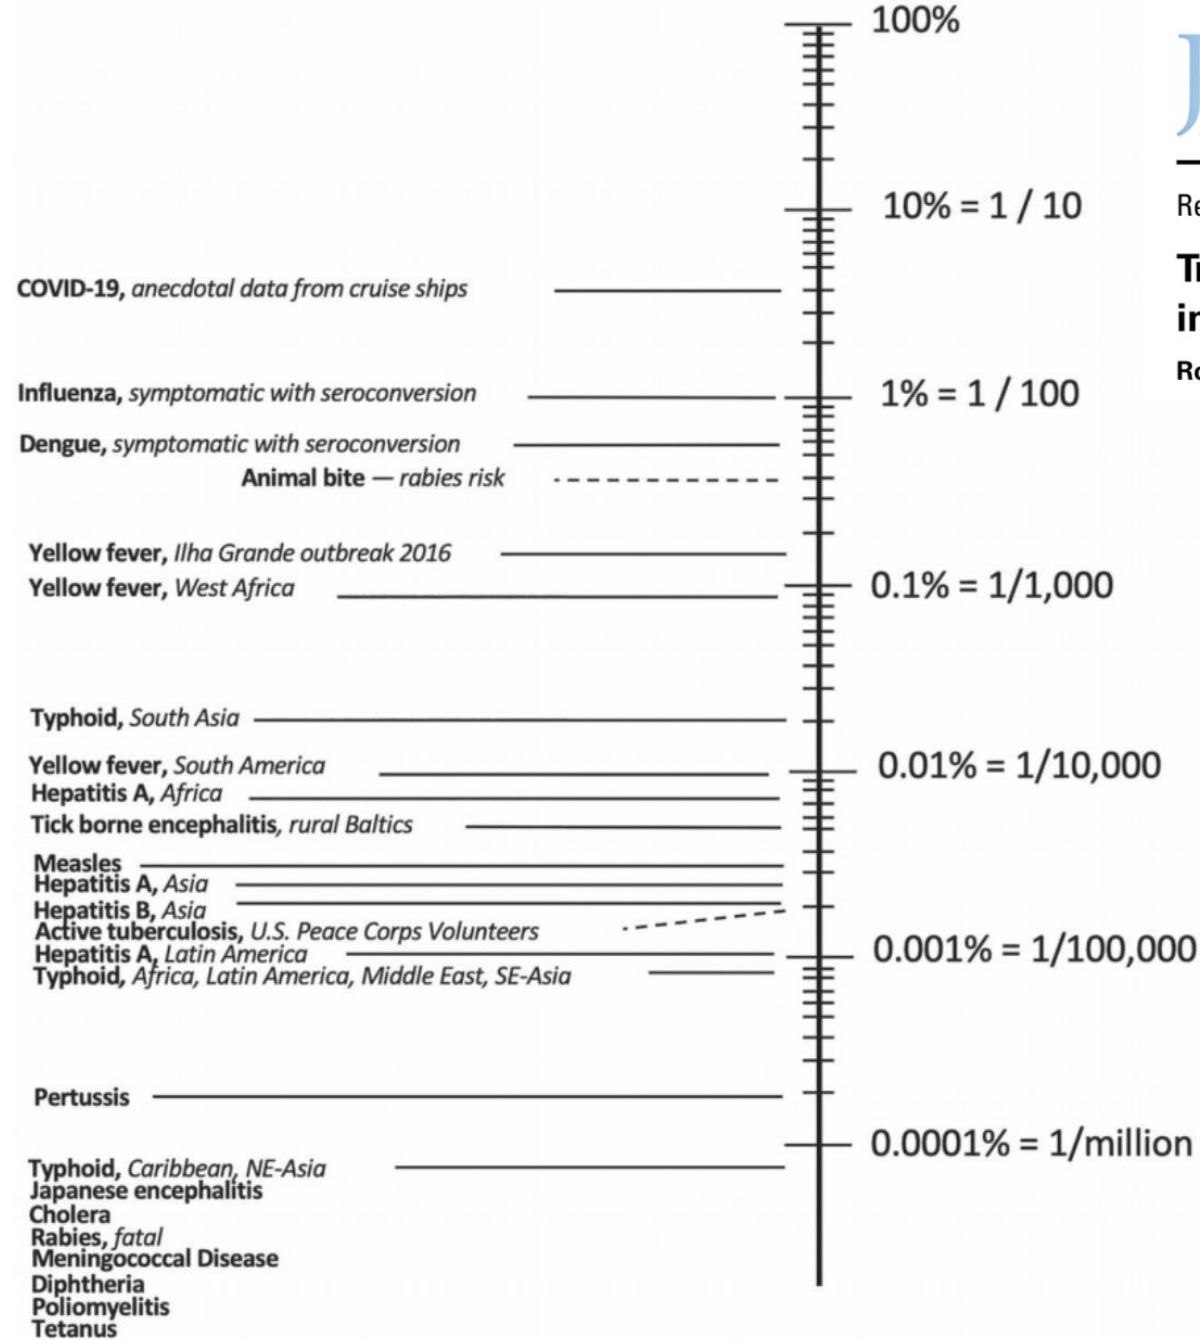 100%
10% = 1 / 10
COVID-19, anecdotal data from cruise ships
Influenza, symptomatic with seroconversion
1% = 1 / 100
Dengue, symptomatic with seroconversion
Animal bite — rabies risk
Yellow fever, Ilha Grande outbreak 2016
Yellow fever, West Africa
0.1% = 1/1,000
Typhoid, South Asia
Yellow fever, South America
0.01% = 1/10,000
Hepatitis A, Africa
Tick borne encephalitis, rural Baltics
Measles
Hepatitis A, Asia
Hepatitis B, Asia
Active tuberculosis, U.S. Peace Corps Volunteers
Hepatitis A, Latin America
0.001% = 1/100,000
Typhoid, Africa, Latin America, Middle East, SE-Asia
Pertussis
0.0001% = 1/million
Typhoid, Caribbean, NE-Asia
Japanese encephalitis
Cholera
Rabies, fatal
Meningococcal Disease
Diphtheria
Poliomyelitis
Tetanus